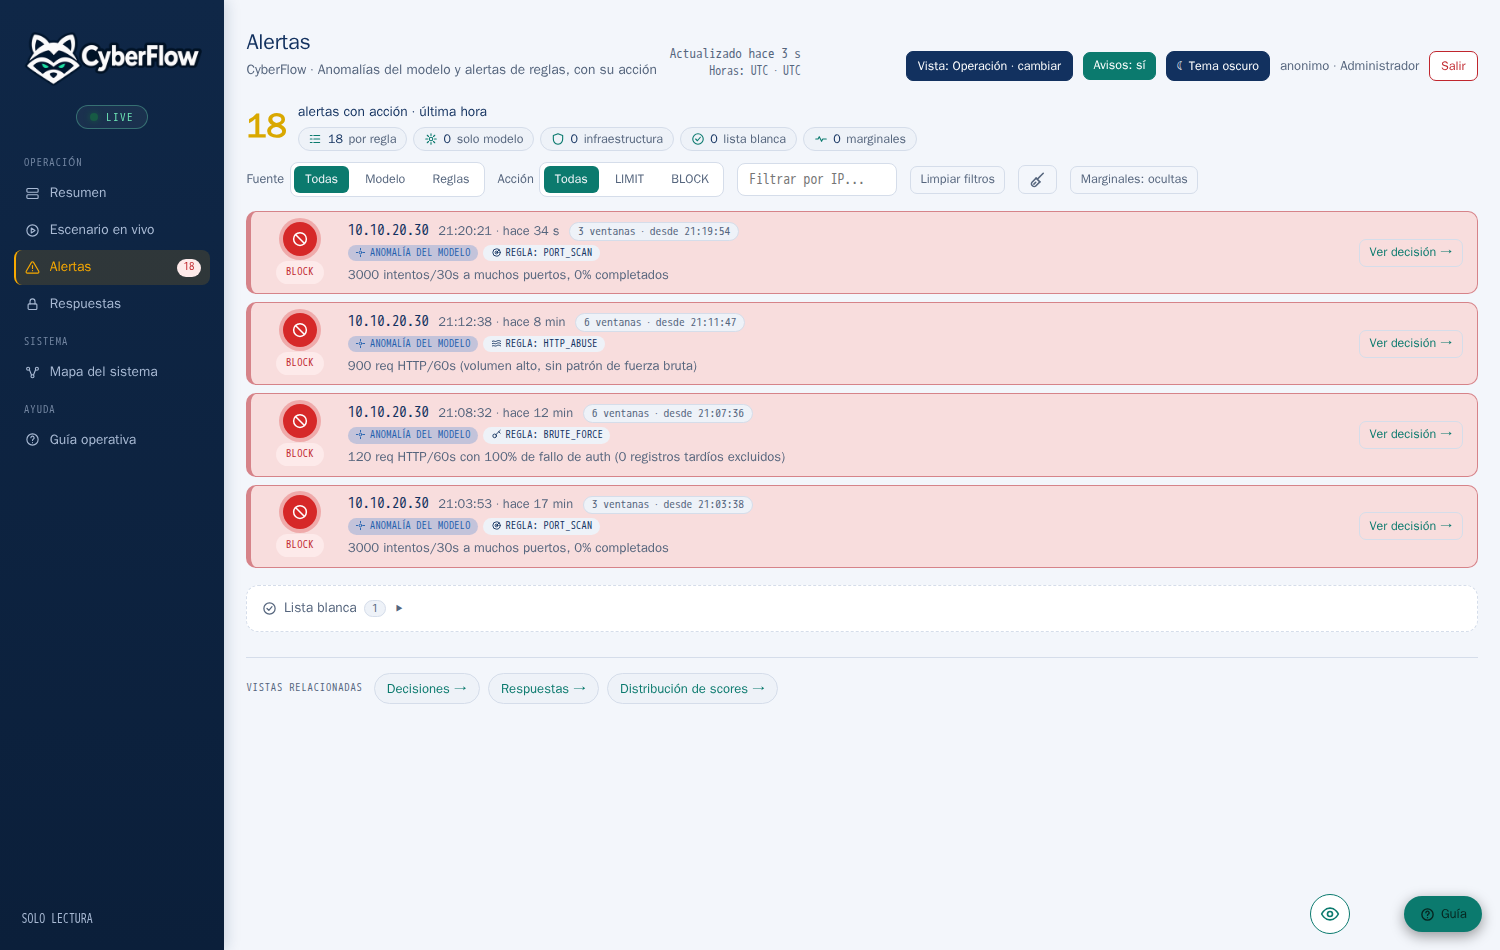 CyberFlow
LIVE
OPERACIÓN
Resumen
Escenario en vivo
Alertas 18
Respuestas
SISTEMA
Mapa del sistema
AYUDA
Guía operativa
SOLO LECTURA
Alertas
CyberFlow · Anomalías del modelo y alertas de reglas, con su acción
Actualizado hace 3 s
Horas: UTC · UTC
Vista: Operación · cambiar
Avisos: sí
☾ Tema oscuro
anonimo · Administrador
Salir
18 alertas con acción · última hora
18 por regla
0 solo modelo
0 infraestructura
0 lista blanca
0 marginales
Fuente Todas Modelo Reglas Acción Todas LIMIT BLOCK Filtrar por IP... Limpiar filtros Marginales: ocultas
10.10.20.30 21:20:21 · hace 34 s 3 ventanas · desde 21:19:54
ANOMALÍA DEL MODELO REGLA: PORT_SCAN
BLOCK
3000 intentos/30s a muchos puertos, 0% completados
Ver decisión →
10.10.20.30 21:12:38 · hace 8 min 6 ventanas · desde 21:11:47
ANOMALÍA DEL MODELO REGLA: HTTP_ABUSE
BLOCK
900 req HTTP/60s (volumen alto, sin patrón de fuerza bruta)
Ver decisión →
10.10.20.30 21:08:32 · hace 12 min 6 ventanas · desde 21:07:36
ANOMALÍA DEL MODELO REGLA: BRUTE_FORCE
BLOCK
120 req HTTP/60s con 100% de fallo de auth (0 registros tardíos excluidos)
Ver decisión →
10.10.20.30 21:03:53 · hace 17 min 3 ventanas · desde 21:03:38
ANOMALÍA DEL MODELO REGLA: PORT_SCAN
BLOCK
3000 intentos/30s a muchos puertos, 0% completados
Ver decisión →
Lista blanca 1 ▸
VISTAS RELACIONADAS Decisiones → Respuestas → Distribución de scores →
Guía